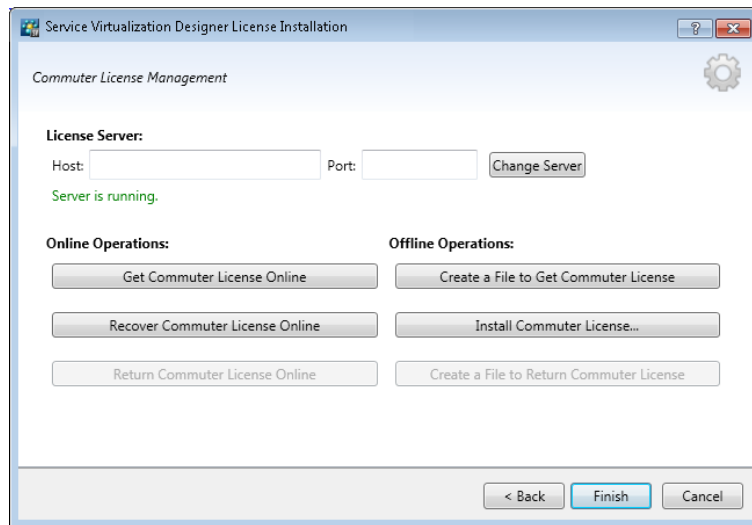 Service Virtualization Designer License Installation
?
Commuter License Management
License Server:
Host: Port: Change Server
Server is running.
Online Operations: Offline Operations:
Get Commuter License Online Create a File to Get Commuter License
Recover Commuter License Online Install Commuter License...
Return Commuter License Online Create a File to Return Commuter License
< Back Finish Cancel